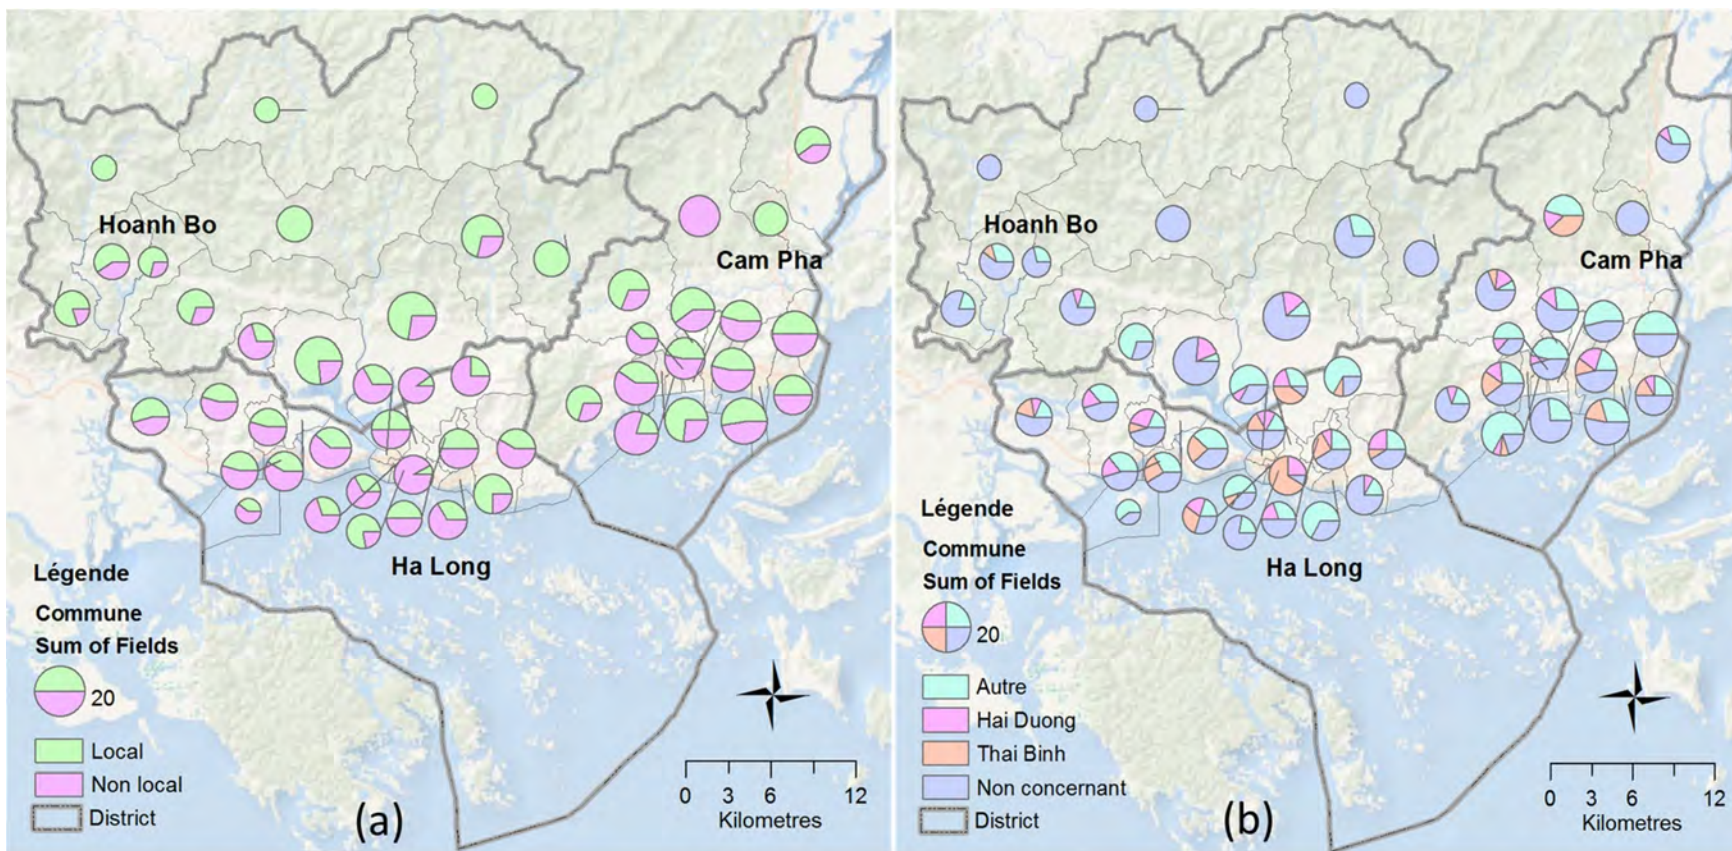 Hoanh Bo
Cam Pha
Ha Long
Légende
Commune
Sum of Fields
20
Local
Non local
District
(a)
0 3 6 12
Kilometres
Hoanh Bo
Cam Pha
Ha Long
Légende
Commune
Sum of Fields
20
Autre
Hai Duong
Thai Binh
Non concernant
District
(b)
0 3 6 12
Kilometres